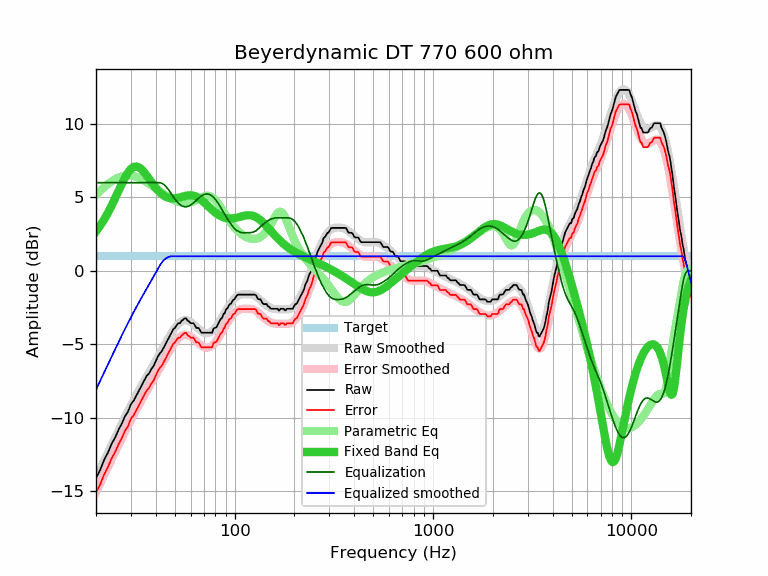 Beyerdynamic DT 770 600 ohm
Amplitude (dBr)
10
5
0
−5
−10
−15
Target
Raw Smoothed
Error Smoothed
Raw
Error
Parametric Eq
Fixed Band Eq
Equalization
Equalized smoothed
100
1000
10000
Frequency (Hz)